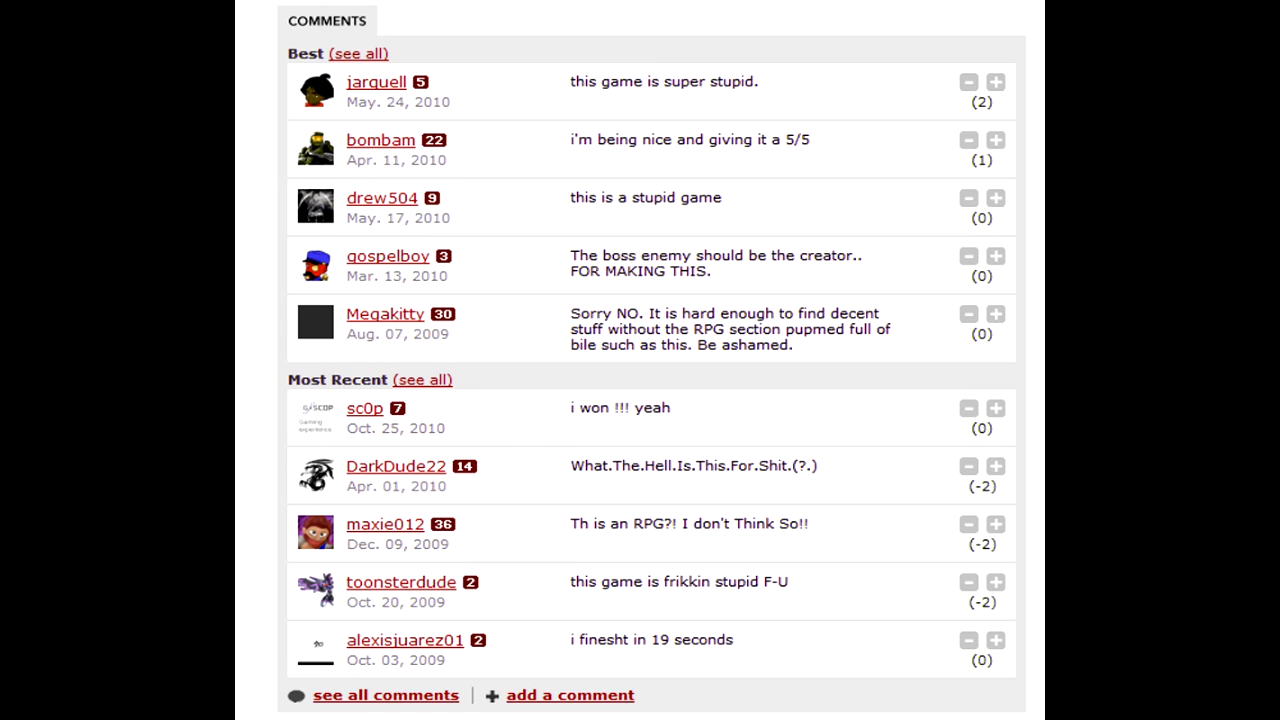 COMMENTS
Best (see all)
jarquell 5
this game is super stupid.
May. 24, 2010
(2)
bombam 22
i'm being nice and giving it a 5/5
Apr. 11, 2010
(1)
drew504 9
this is a stupid game
May. 17, 2010
(0)
gospelboy 3
The boss enemy should be the creator..
FOR MAKING THIS.
Mar. 13, 2010
(0)
Megakitty 30
Sorry NO. It is hard enough to find decent
stuff without the RPG section pupmed full of
bile such as this. Be ashamed.
Aug. 07, 2009
(0)
Most Recent (see all)
SCOP
Gaming
experience
sc0p 7
i won !!! yeah
Oct. 25, 2010
(0)
DarkDude22 14
What.The.Hell.Is.This.For.Shit.(?.)
Apr. 01, 2010
(-2)
maxie012 36
Th is an RPG?! I don't Think So!!
Dec. 09, 2009
(-2)
toonsterdude 2
this game is frikkin stupid F-U
Oct. 20, 2009
(-2)
alexisjuarez01 2
i finesht in 19 seconds
Oct. 03, 2009
(0)
see all comments | add a comment